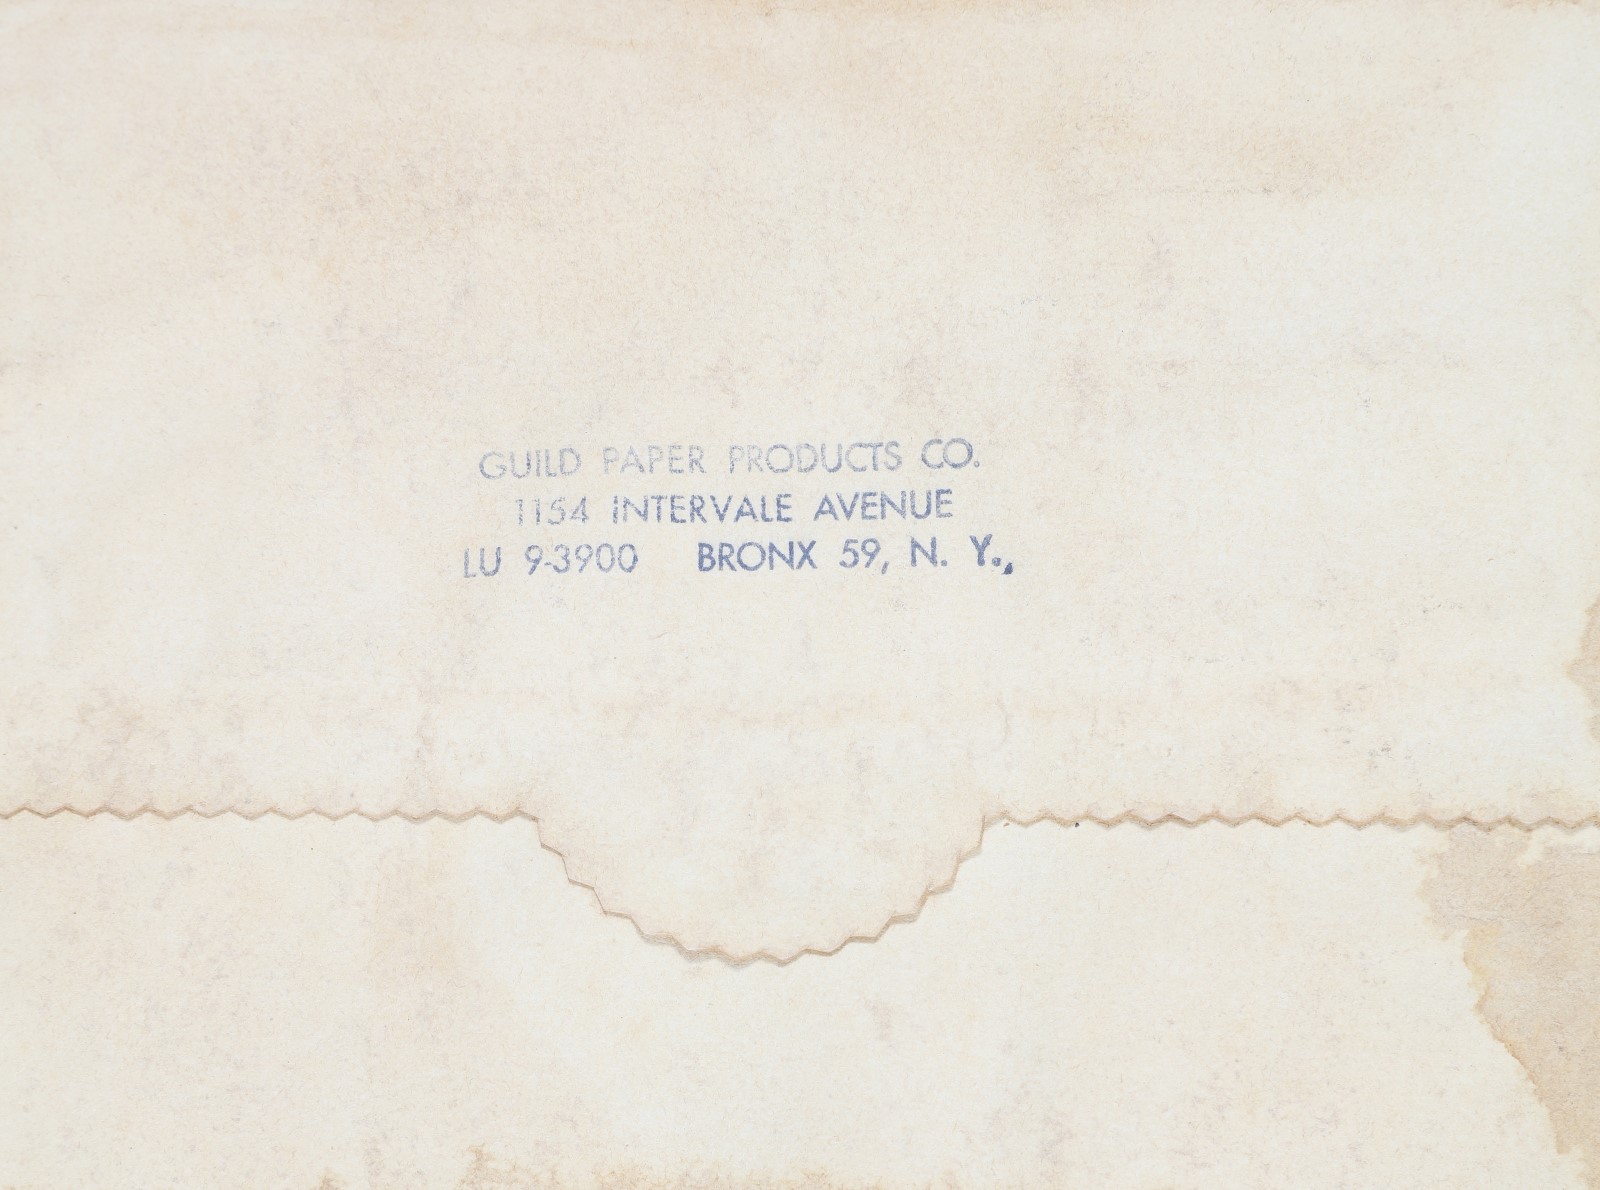 GUILD PAPER PRODUCTS CO.
1154 INTERVALE AVENUE
LU 9-3900 BRONX 59, N. Y.,